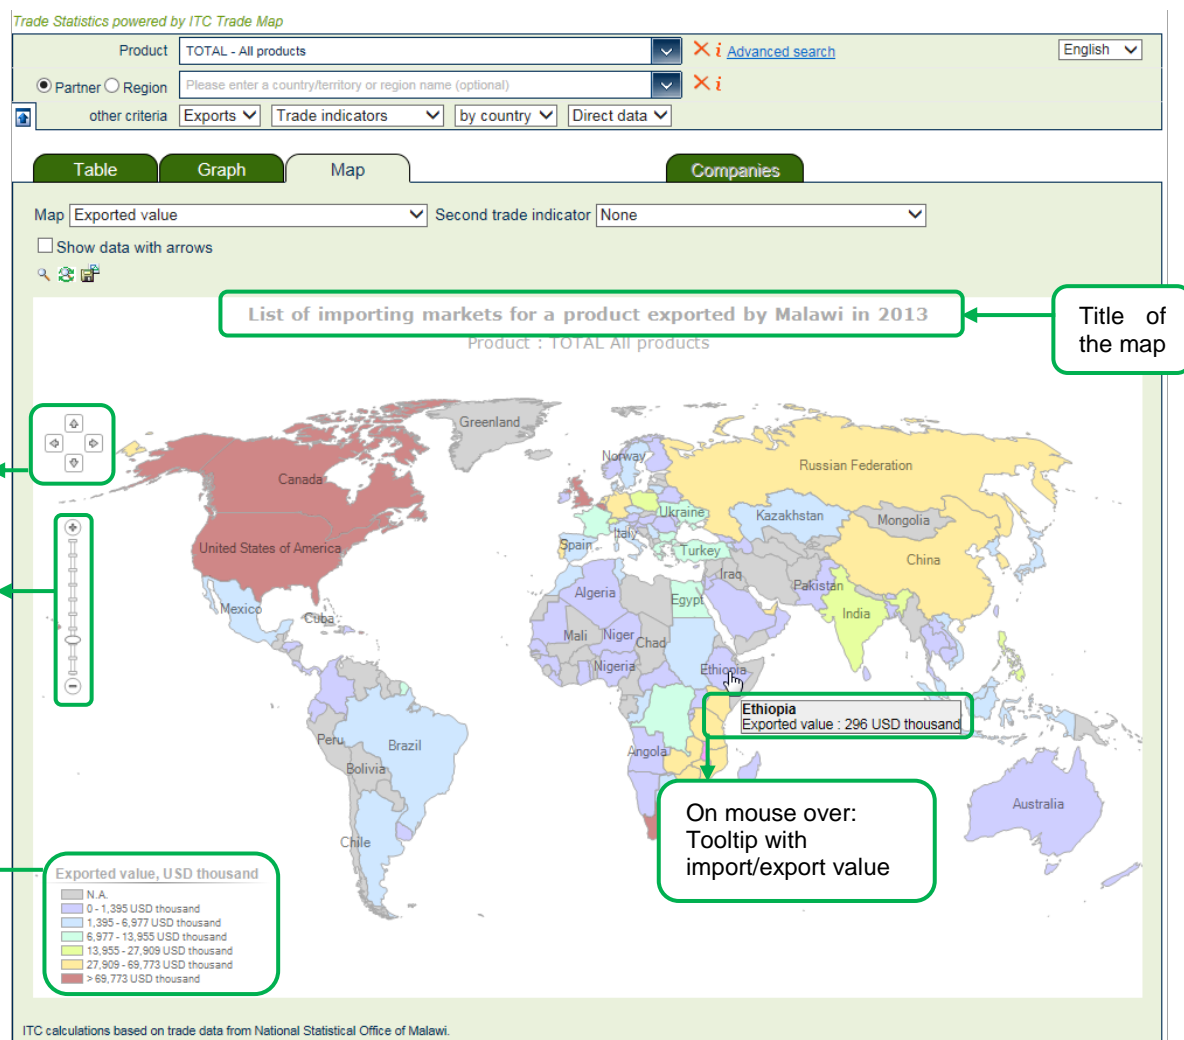 Trade Statistics powered by ITC Trade Map
Product TOTAL - All products Advanced search English
Partner Region Please enter a country/territory or region name (optional)
other criteria Exports Trade indicators by country Direct data
Table Graph Map Companies
Map Exported value Second trade indicator None
Show data with arrows
List of importing markets for a product exported by Malawi in 2013
Product : TOTAL All products
Title of
the map
Greenland
Norway
Russian Federation
Canada
Ukraine
Kazakhstan
Mongolia
United States of America
Italy
Spain
Turkey
China
Iraq
Pakistan
Algeria
Egypt
Mexico
Cuba
India
Mali
Niger
Chad
Nigeria
Ethiopia
Ethiopia
Exported value : 296 USD thousand
Peru
Brazil
Angola
Bolivia
Australia
Chile
On mouse over:
Tooltip with
import/export value
Exported value, USD thousand
N.A.
0 - 1,395 USD thousand
1,395 - 6,977 USD thousand
6,977 - 13,955 USD thousand
13,955 - 27,909 USD thousand
27,909 - 69,773 USD thousand
> 69,773 USD thousand
ITC calculations based on trade data from National Statistical Office of Malawi.